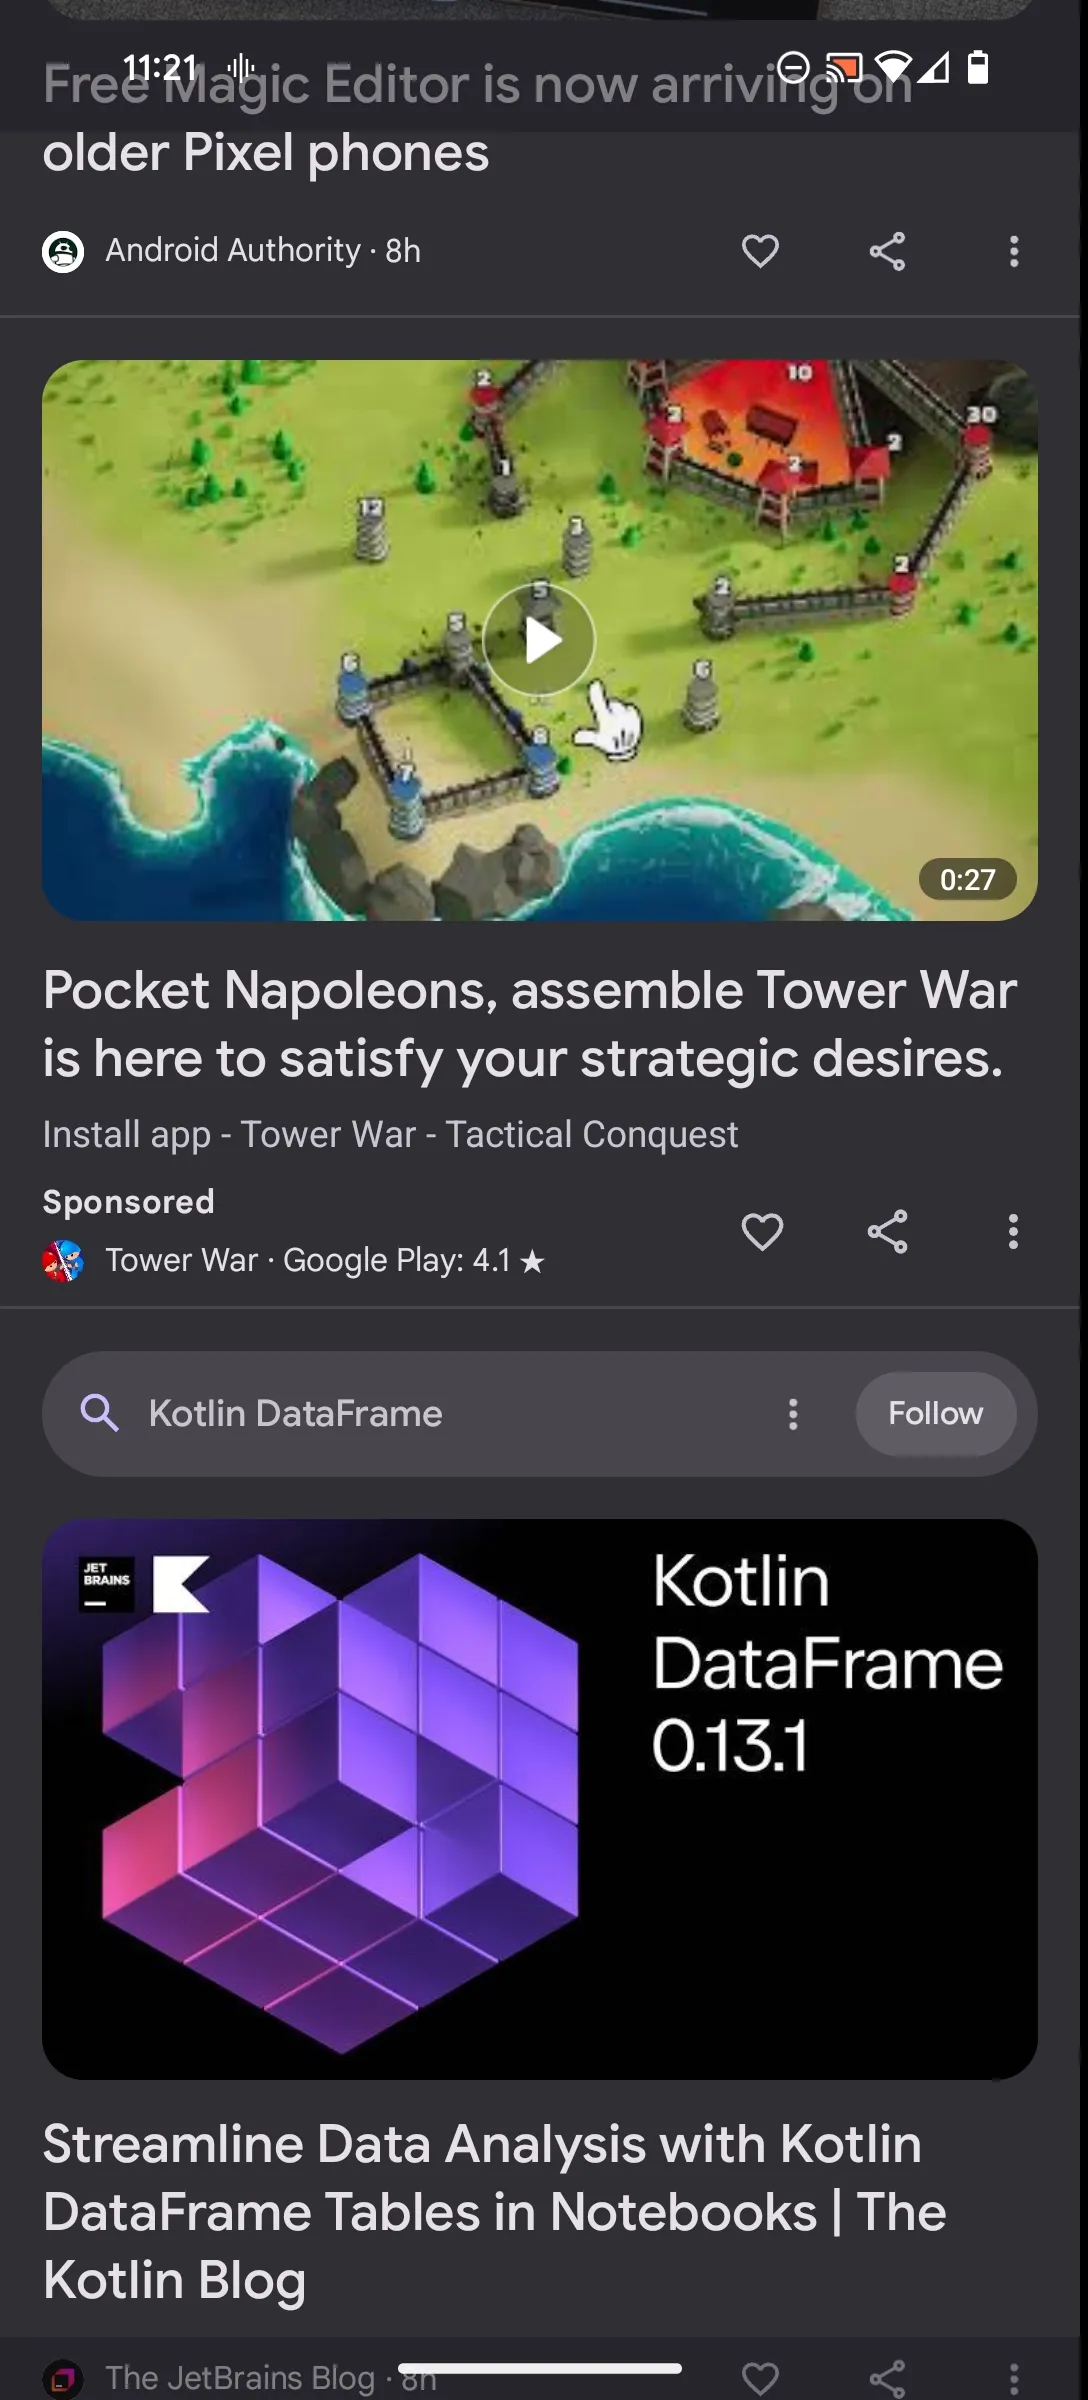 11:21
Free Magic Editor is now arriving on
older Pixel phones
Android Authority · 8h
10
2
30
2
2
2
1
12
3
5
2
2
5
6
6
8
7
0:27
Pocket Napoleons, assemble Tower War
is here to satisfy your strategic desires.
Install app - Tower War - Tactical Conquest
Sponsored
Tower War · Google Play: 4.1 ★
Kotlin DataFrame
Follow
JET
BRAINS
Kotlin
DataFrame
0.13.1
Streamline Data Analysis with Kotlin
DataFrame Tables in Notebooks | The
Kotlin Blog
The JetBrains Blog · 8h